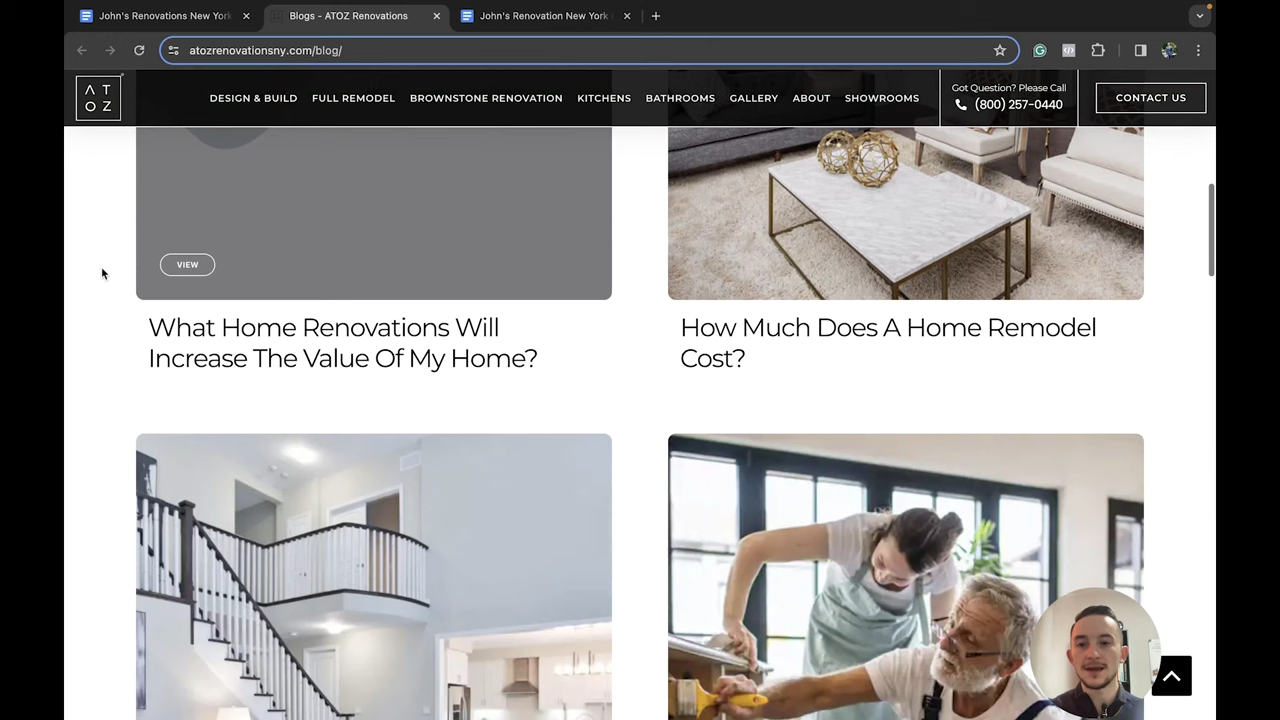 John's Renovations New York
Blogs - ATOZ Renovations
John's Renovation New York
atozrenovationsny.com/blog/
A T
O Z
DESIGN & BUILD
FULL REMODEL
BROWNSTONE RENOVATION
KITCHENS
BATHROOMS
GALLERY
ABOUT
SHOWROOMS
Got Question? Please Call
(800) 257-0440
CONTACT US
VIEW
What Home Renovations Will
Increase The Value Of My Home?
How Much Does A Home Remodel
Cost?